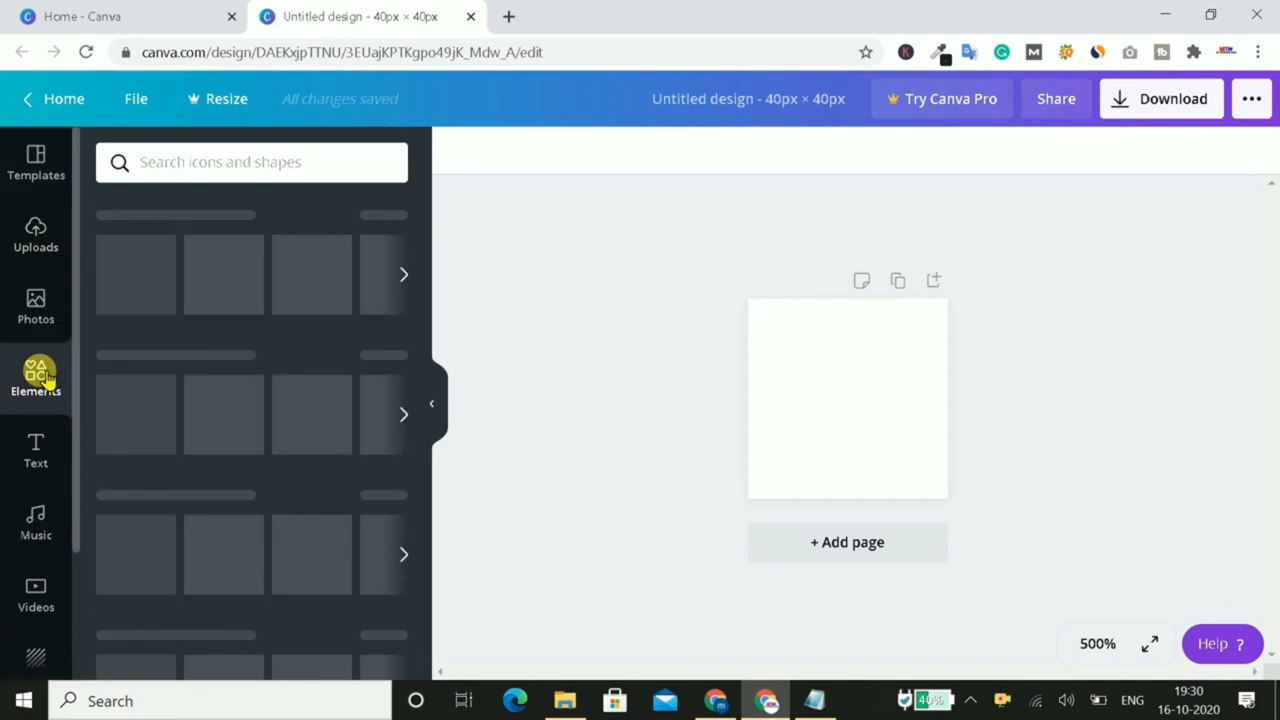 Home - Canva
Untitled design - 40px × 40px
canva.com/design/DAEKxjpTTNU/3EUajKPTKgpo49jK_Mdw_A/edit
Home
File
Resize
All changes saved
Untitled design - 40px × 40px
Try Canva Pro
Share
Download
Templates
Search icons and shapes
Uploads
Photos
Elements
Text
Music
Videos
+ Add page
500%
Help ?
Search
40%
ENG
19:30
16-10-2020